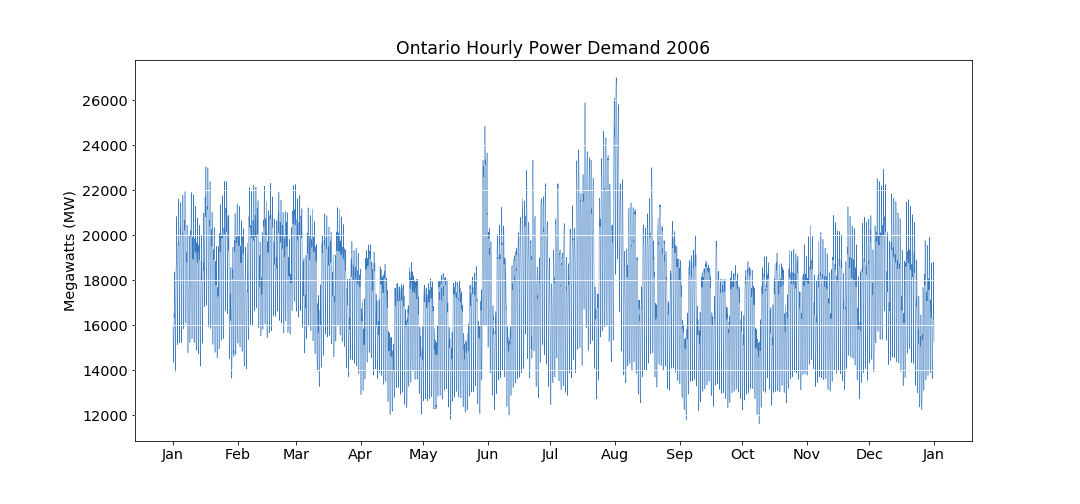 Ontario Hourly Power Demand 2006
Megawatts (MW)
26000
24000
22000
20000
18000
16000
14000
12000
Jan Feb Mar Apr May Jun Jul Aug Sep Oct Nov Dec Jan